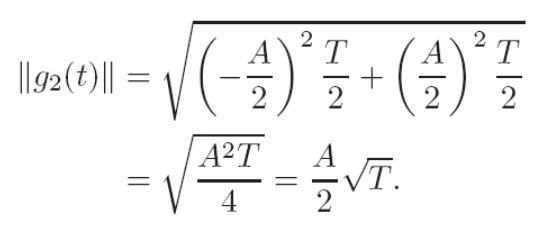 ‖g₂(t)‖ = √((−A/2)² T/2 + (A/2)² T/2)
= √(A²T/4) = A/2 √T.